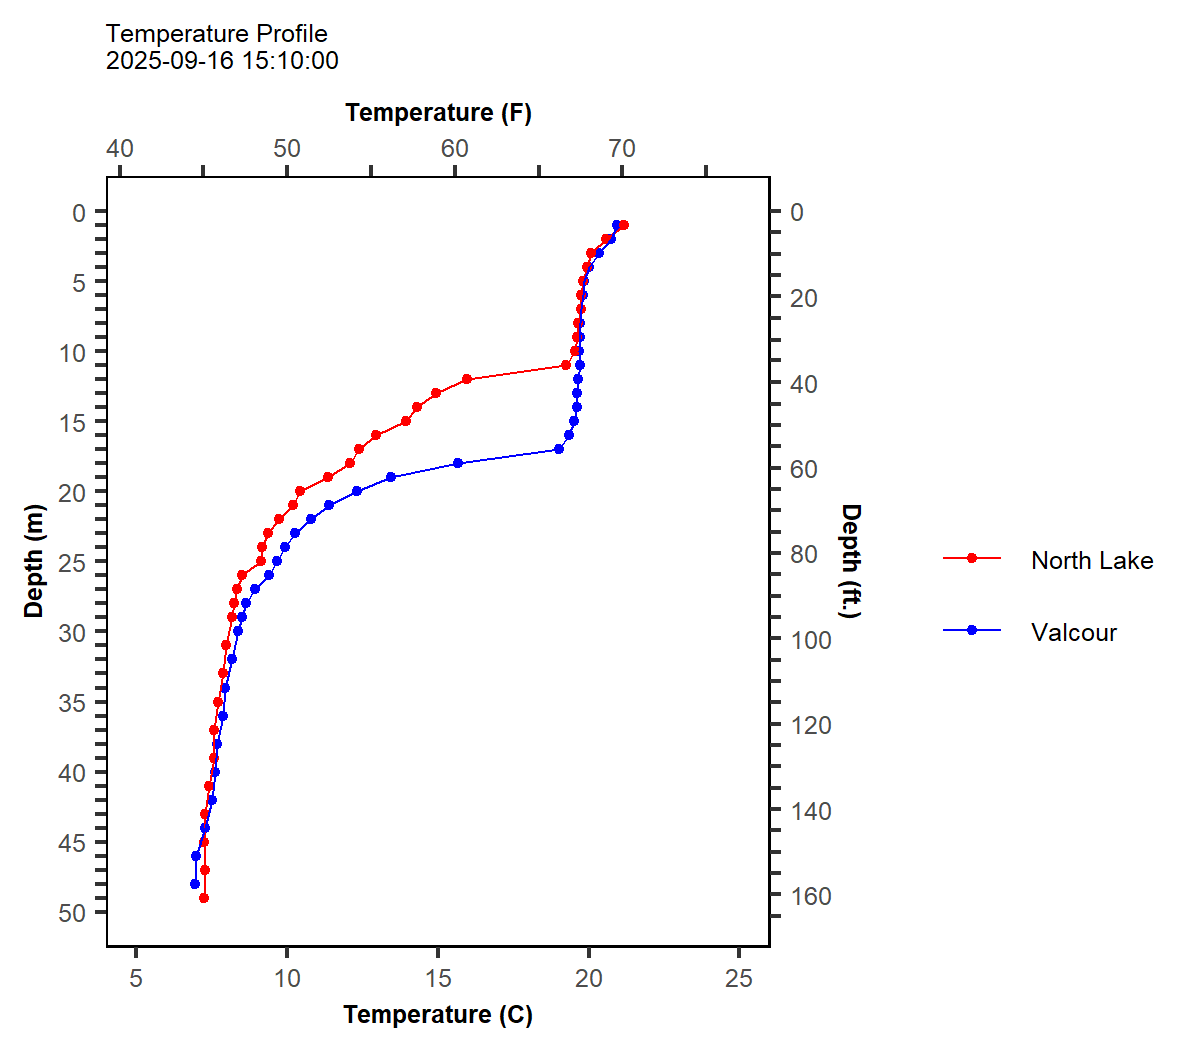 Temperature Profile
2025-09-16 15:10:00
Temperature (F)
40 50 60 70
0 0
5
20
10
40
15
60
20
80
25
30
100
35
120
40
140
45
160
50
Depth (m)
Depth (ft.)
North Lake
Valcour
5 10 15 20 25
Temperature (C)